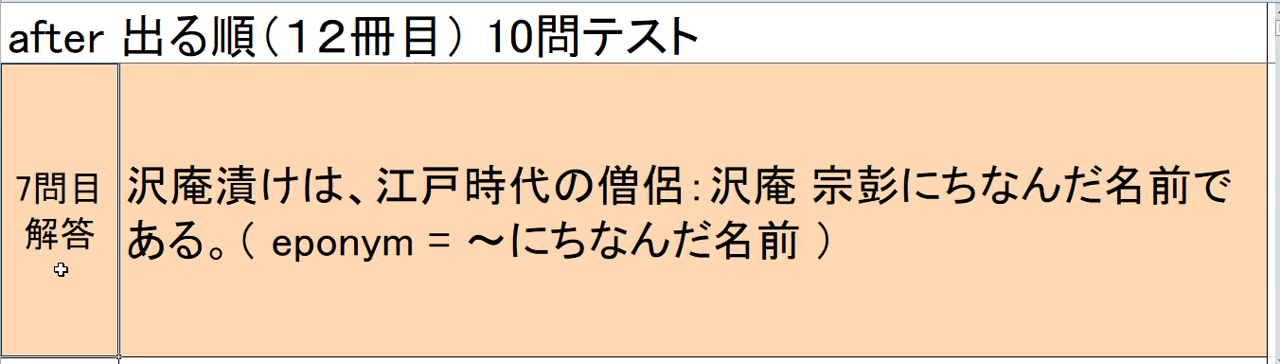 after 出る順（１２冊目） 10問テスト
7問目
解答
沢庵漬けは、江戸時代の僧侶：沢庵 宗彭にちなんだ名前で
ある。（ eponym = ～にちなんだ名前 ）